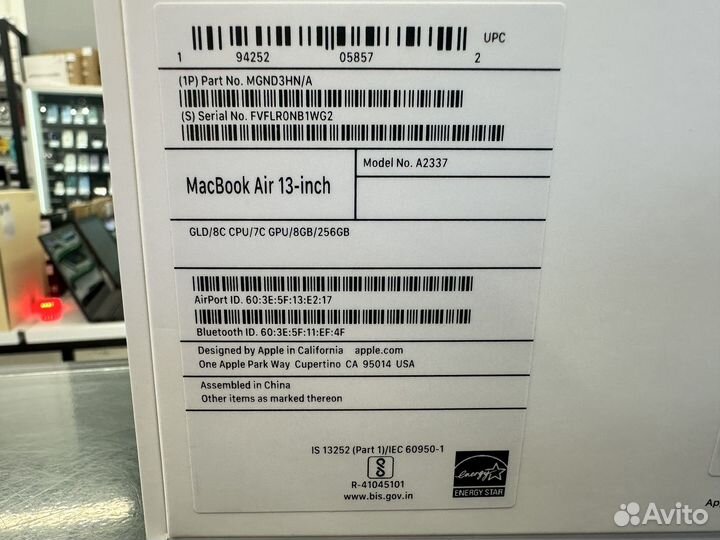 UPC
1 94252 05857 2
(1P) Part No. MGND3HN/A
(S) Serial No. FVFLR0NB1WG2
MacBook Air 13-inch
Model No. A2337
GLD/8C CPU/7C GPU/8GB/256GB
AirPort ID. 60:3E:5F:13:E2:17
Bluetooth ID. 60:3E:5F:11:EF:4F
Designed by Apple in California apple.com
One Apple Park Way Cupertino CA 95014 USA
Assembled in China
Other items as marked thereon
IS 13252 (Part 1)/IEC 60950-1
R-41045101
www.bis.gov.in
energy
ENERGY STAR
Avito